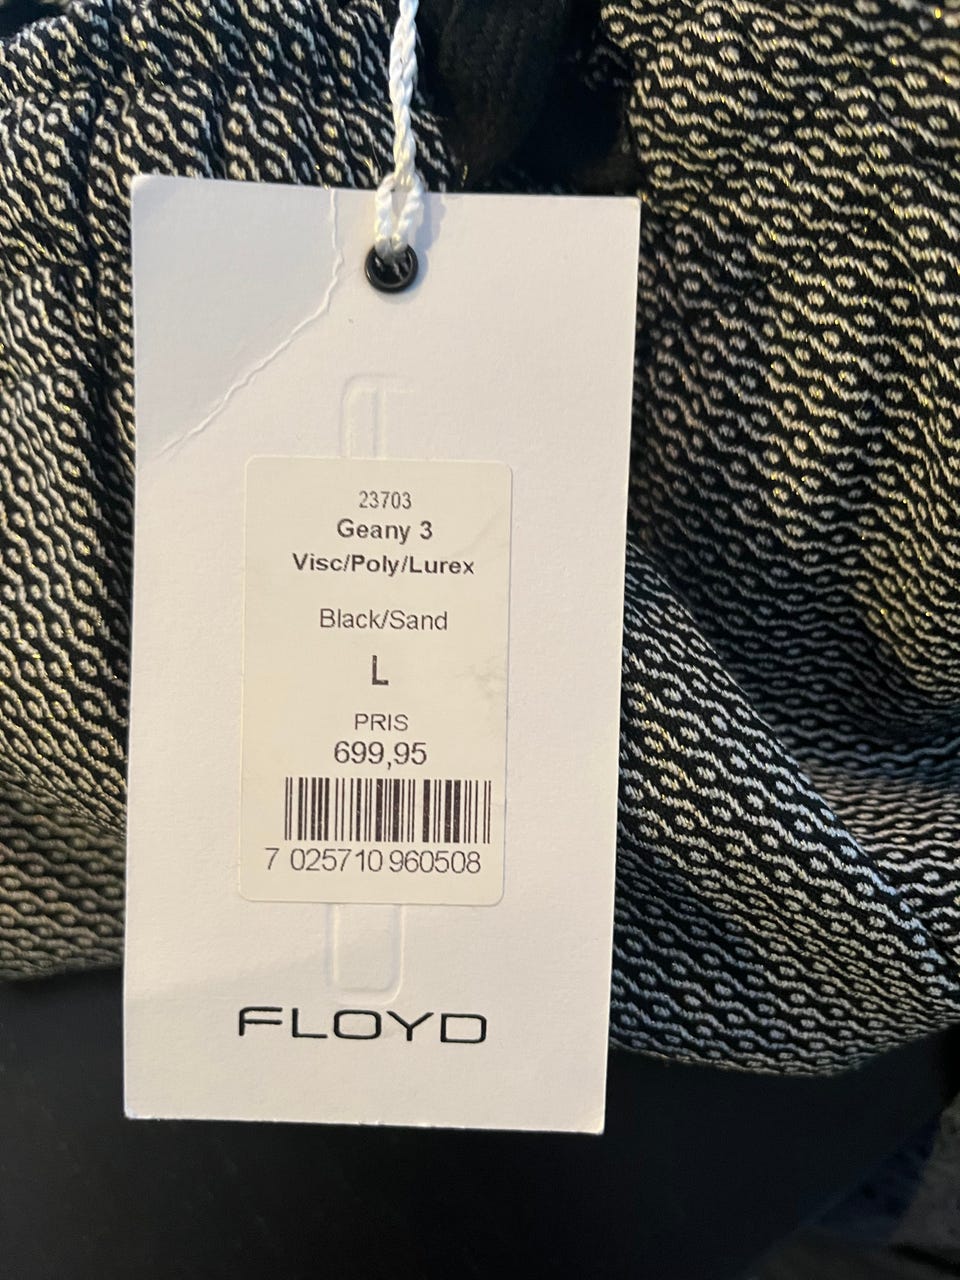 23703
Geany 3
Visc/Poly/Lurex
Black/Sand
L
PRIS
699,95
7 025710 960508
FLOYD